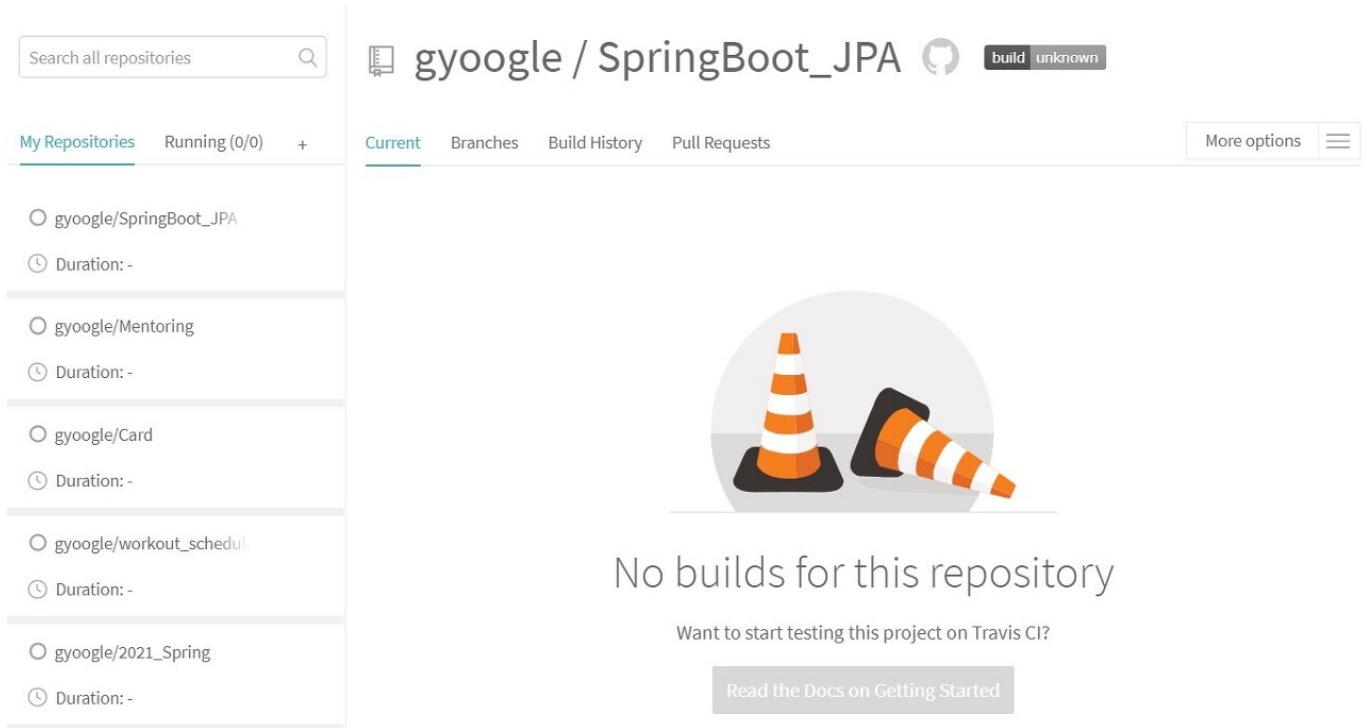 Search all repositories
My Repositories Running (0/0) +
gyoogle/SpringBoot_JPA
Duration: -
gyoogle/Mentoring
Duration: -
gyoogle/Card
Duration: -
gyoogle/workout_schedul
Duration: -
gyoogle/2021_Spring
Duration: -
gyoogle / SpringBoot_JPA build unknown
Current Branches Build History Pull Requests More options
No builds for this repository
Want to start testing this project on Travis CI?
Read the Docs on Getting Started